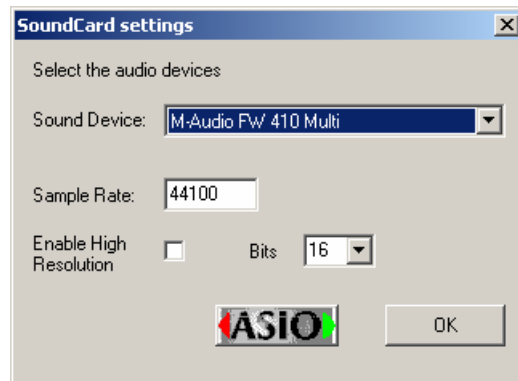 SoundCard settings
Select the audio devices
Sound Device: M-Audio FW 410 Multi
Sample Rate: 44100
Enable High Resolution Bits 16
ASIO OK